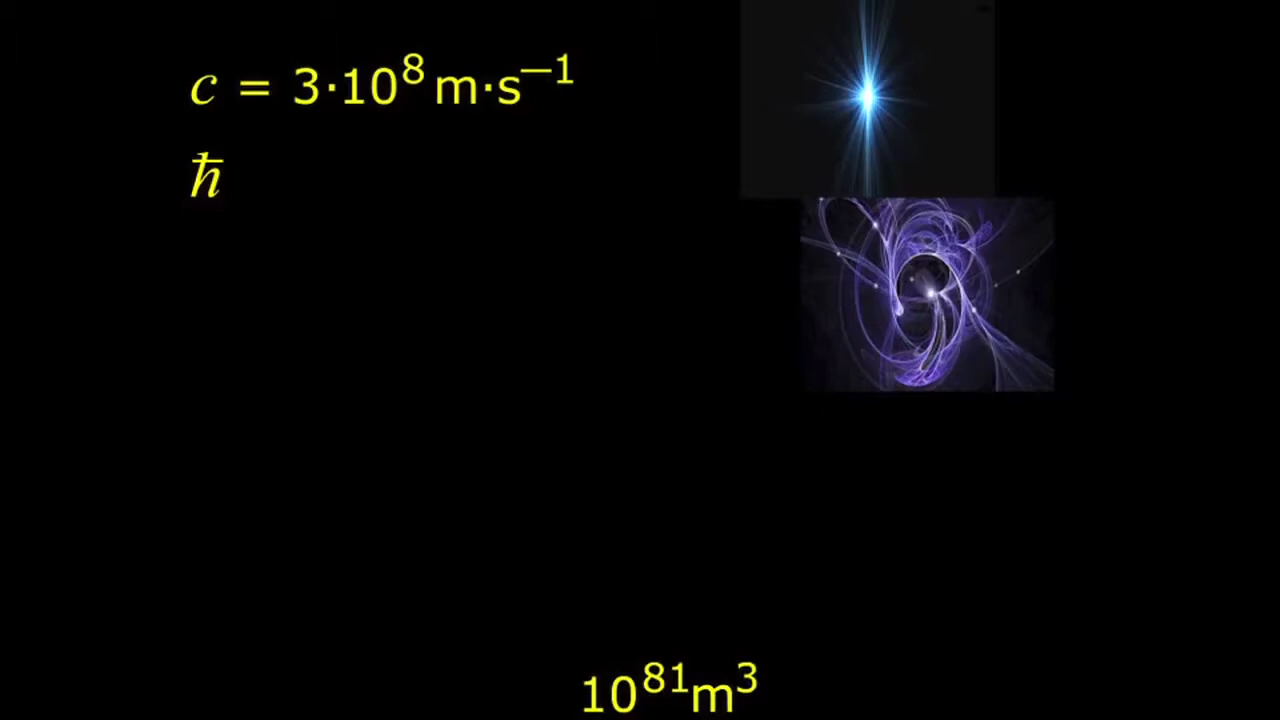 c = 3·10⁸ m·s⁻¹
ħ
10⁸¹m³